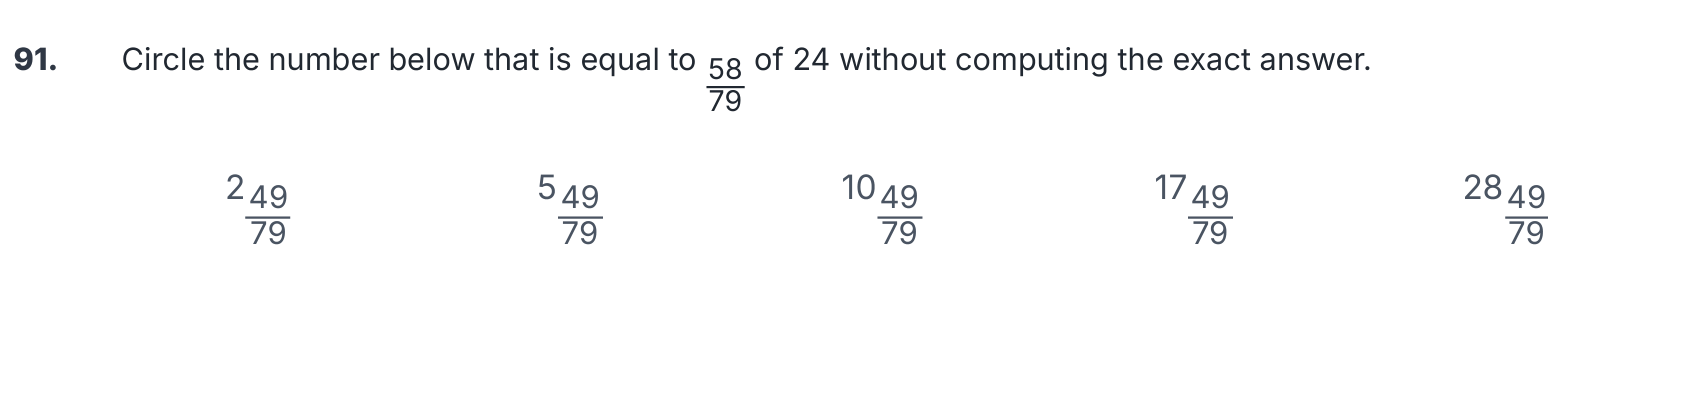 91. Circle the number below that is equal to 58/79 of 24 without computing the exact answer.
2 49/79 5 49/79 10 49/79 17 49/79 28 49/79